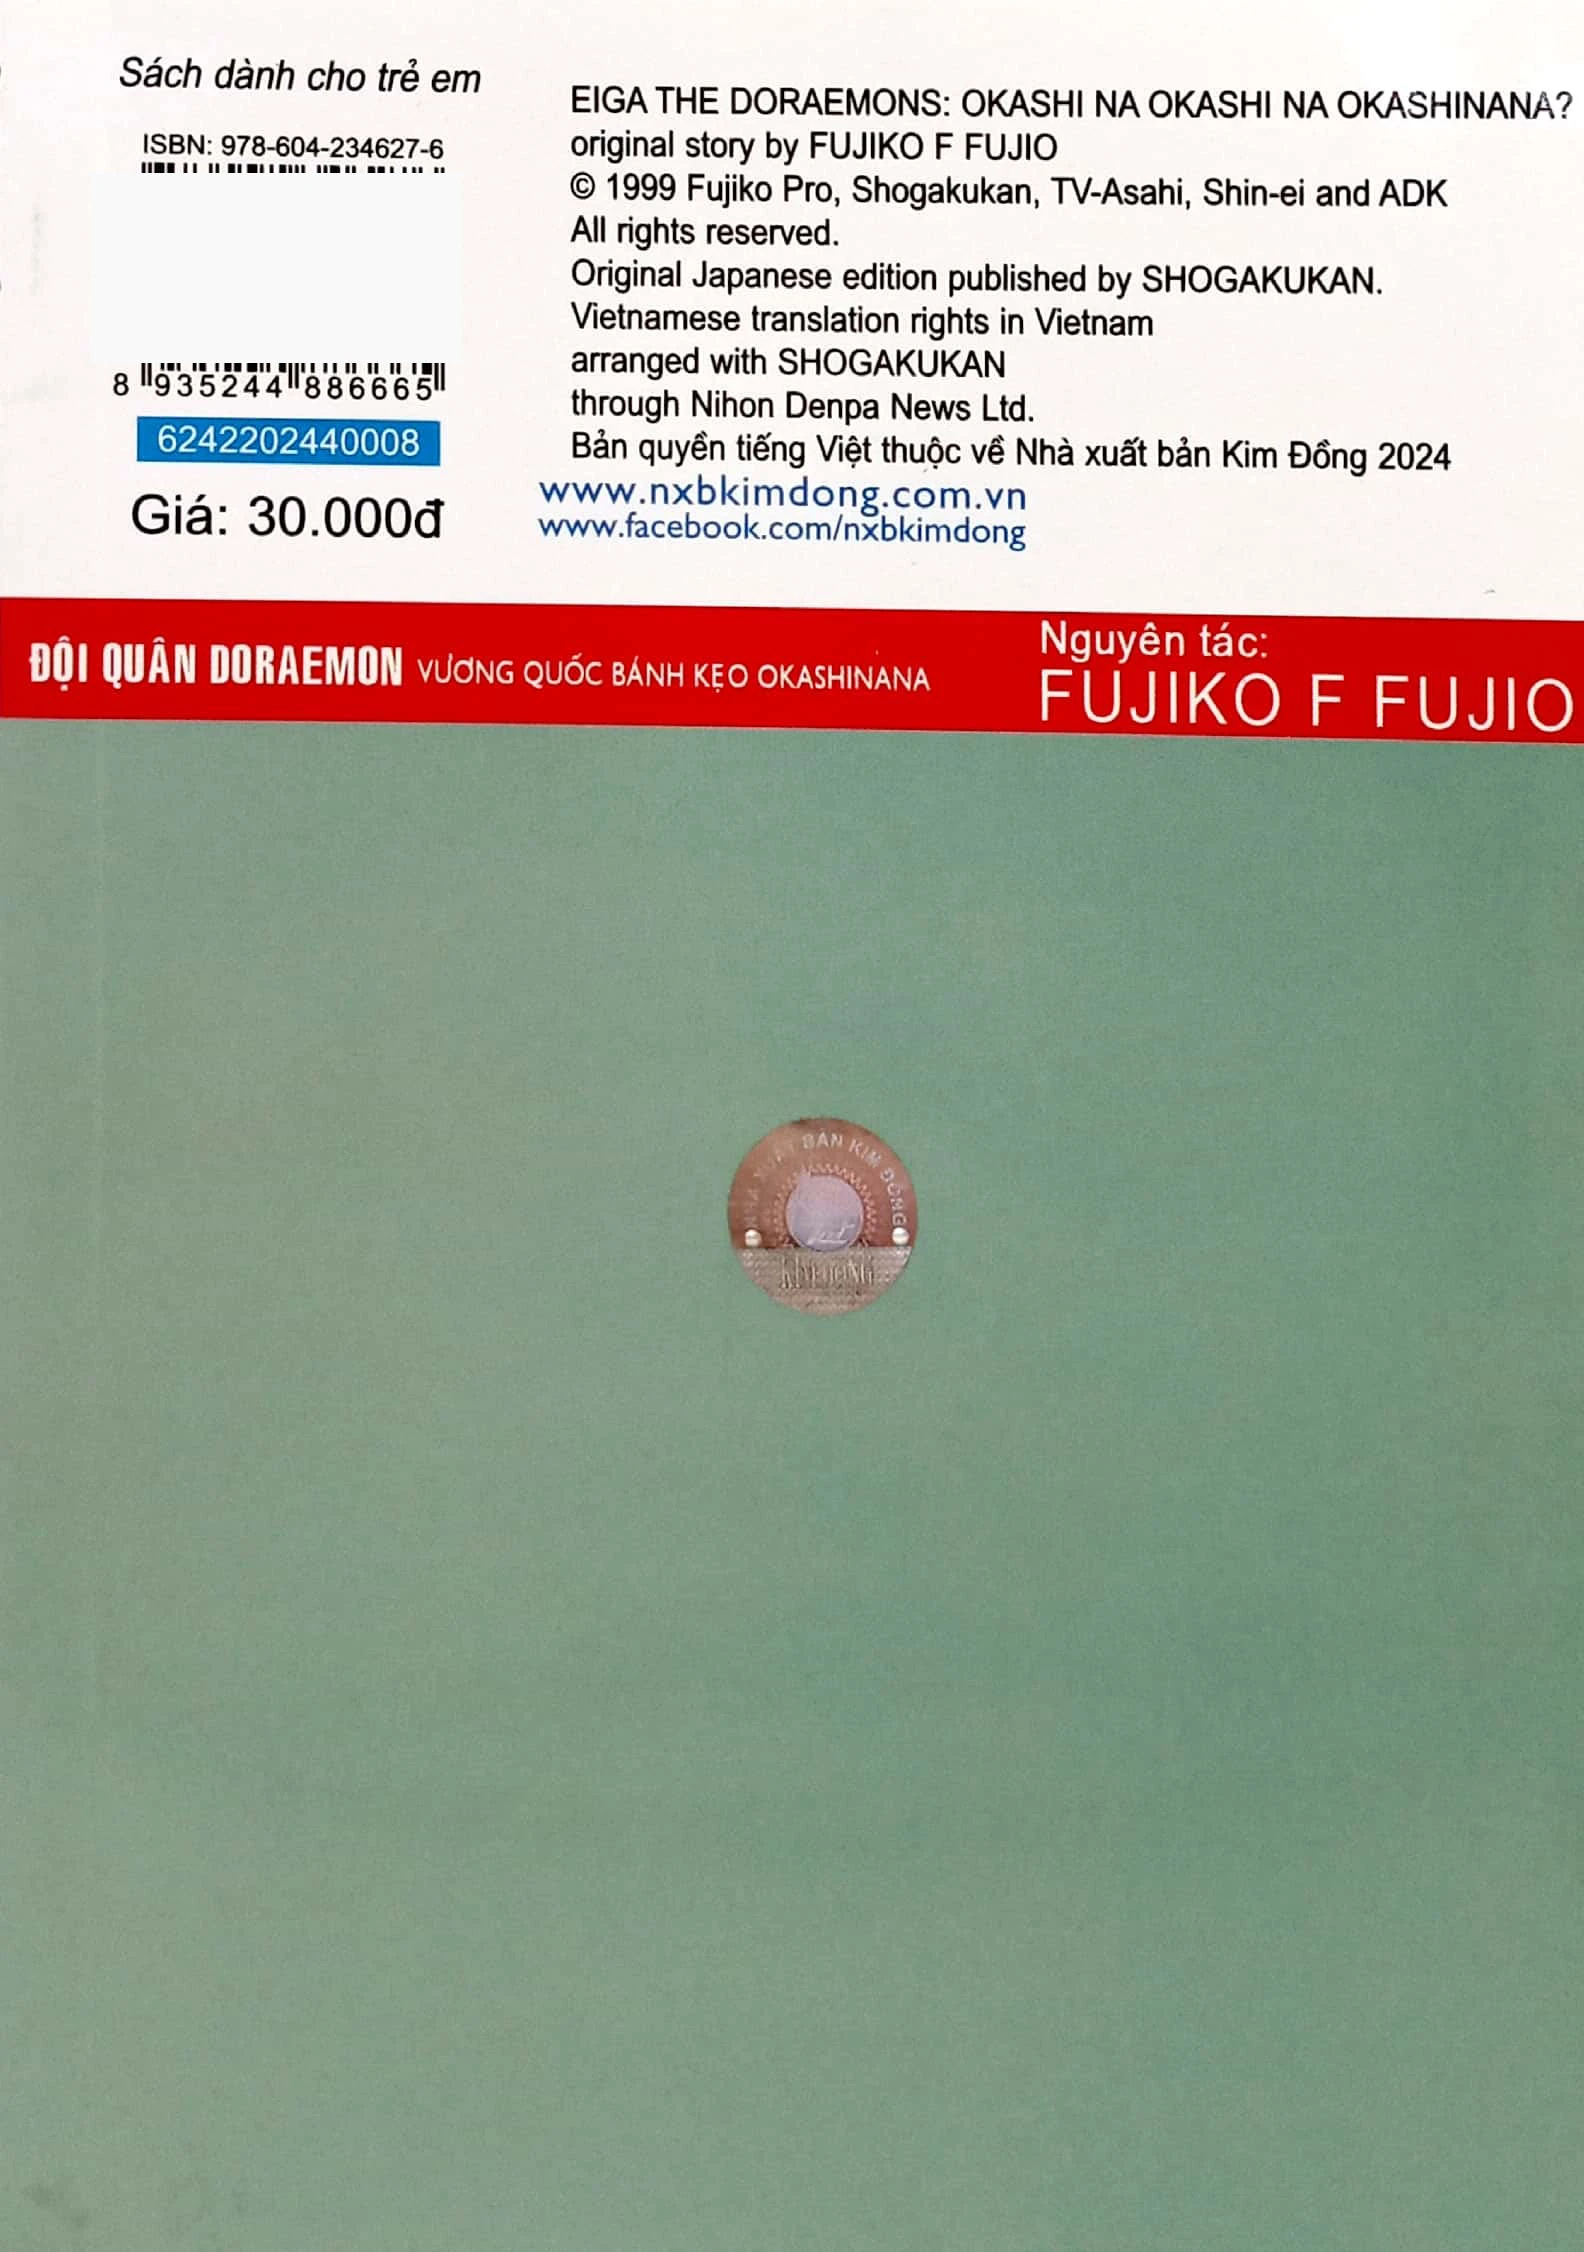 Sách dành cho trẻ em
ISBN: 978-604-234627-6
8 935244 886665
6242202440008
Giá: 30.000đ
EIGA THE DORAEMONS: OKASHI NA OKASHI NA OKASHINANA?
original story by FUJIKO F FUJIO
© 1999 Fujiko Pro, Shogakukan, TV-Asahi, Shin-ei and ADK
All rights reserved.
Original Japanese edition published by SHOGAKUKAN.
Vietnamese translation rights in Vietnam
arranged with SHOGAKUKAN
through Nihon Denpa News Ltd.
Bản quyền tiếng Việt thuộc về Nhà xuất bản Kim Đồng 2024
www.nxbkimdong.com.vn
www.facebook.com/nxbkimdong
ĐỘI QUÂN DORAEMON VƯƠNG QUỐC BÁNH KẸO OKASHINANA
Nguyên tác:
FUJIKO F FUJIO
BẢN KIM ĐỒNG